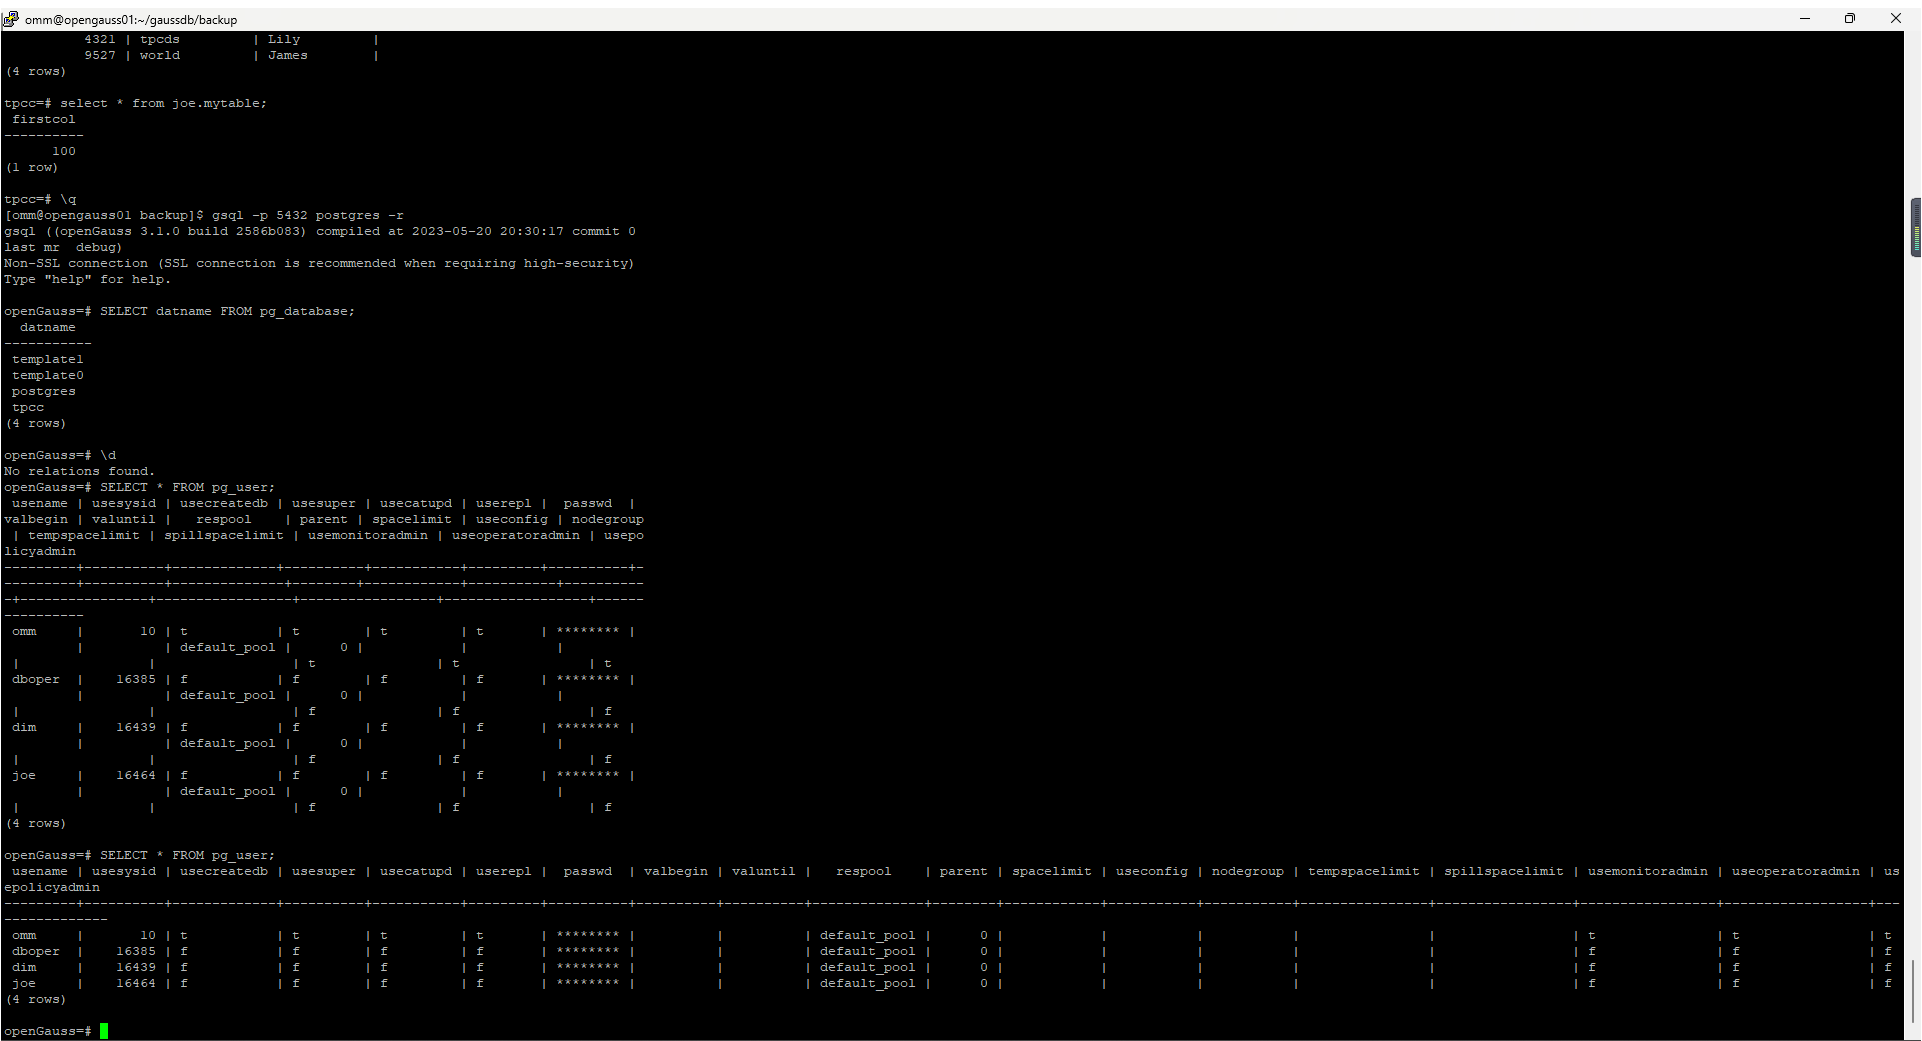 omm@opengauss01:~/gaussdb/backup
          4321 | tpcds         | Lily         |
          9527 | world         | James        |
(4 rows)
tpcc=# select * from joe.mytable;
 firstcol
----------
      100
(1 row)
tpcc=# \q
[omm@opengauss01 backup]$ gsql -p 5432 postgres -r
gsql ((openGauss 3.1.0 build 2586b083) compiled at 2023-05-20 20:30:17 commit 0
last mr  debug)
Non-SSL connection (SSL connection is recommended when requiring high-security)
Type "help" for help.
openGauss=# SELECT datname FROM pg_database;
  datname
-----------
 template1
 template0
 postgres
 tpcc
(4 rows)
openGauss=# \d
No relations found.
openGauss=# SELECT * FROM pg_user;
 usename | usesysid | usecreatedb | usesuper | usecatupd | userepl |  passwd  |
valbegin | valuntil |   respool    | parent | spacelimit | useconfig | nodegroup
 | tempspacelimit | spillspacelimit | usemonitoradmin | useoperatoradmin | usepo
licyadmin
---------+----------+-------------+----------+-----------+---------+----------+-
---------+----------+--------------+--------+------------+-----------+----------
-+----------------+-----------------+-----------------+------------------+------
----------
 omm     |       10 | t           | t        | t         | t       | ******** |
         |          | default_pool |      0 |            |           |
 |                |                 | t               | t                | t
 dboper  |    16385 | f           | f        | f         | f       | ******** |
         |          | default_pool |      0 |            |           |
 |                |                 | f               | f                | f
 dim     |    16439 | f           | f        | f         | f       | ******** |
         |          | default_pool |      0 |            |           |
 |                |                 | f               | f                | f
 joe     |    16464 | f           | f        | f         | f       | ******** |
         |          | default_pool |      0 |            |           |
 |                |                 | f               | f                | f
(4 rows)
openGauss=# SELECT * FROM pg_user;
 usename | usesysid | usecreatedb | usesuper | usecatupd | userepl |  passwd  | valbegin | valuntil |   respool    | parent | spacelimit | useconfig | nodegroup | tempspacelimit | spillspacelimit | usemonitoradmin | useoperatoradmin | us
epolicyadmin
---------+----------+-------------+----------+-----------+---------+----------+----------+----------+--------------+--------+------------+-----------+-----------+----------------+-----------------+-----------------+------------------+---
-------------
 omm     |       10 | t           | t        | t         | t       | ******** |          |          | default_pool |      0 |            |           |           |                |                 | t               | t                | t
 dboper  |    16385 | f           | f        | f         | f       | ******** |          |          | default_pool |      0 |            |           |           |                |                 | f               | f                | f
 dim     |    16439 | f           | f        | f         | f       | ******** |          |          | default_pool |      0 |            |           |           |                |                 | f               | f                | f
 joe     |    16464 | f           | f        | f         | f       | ******** |          |          | default_pool |      0 |            |           |           |                |                 | f               | f                | f
(4 rows)
openGauss=#